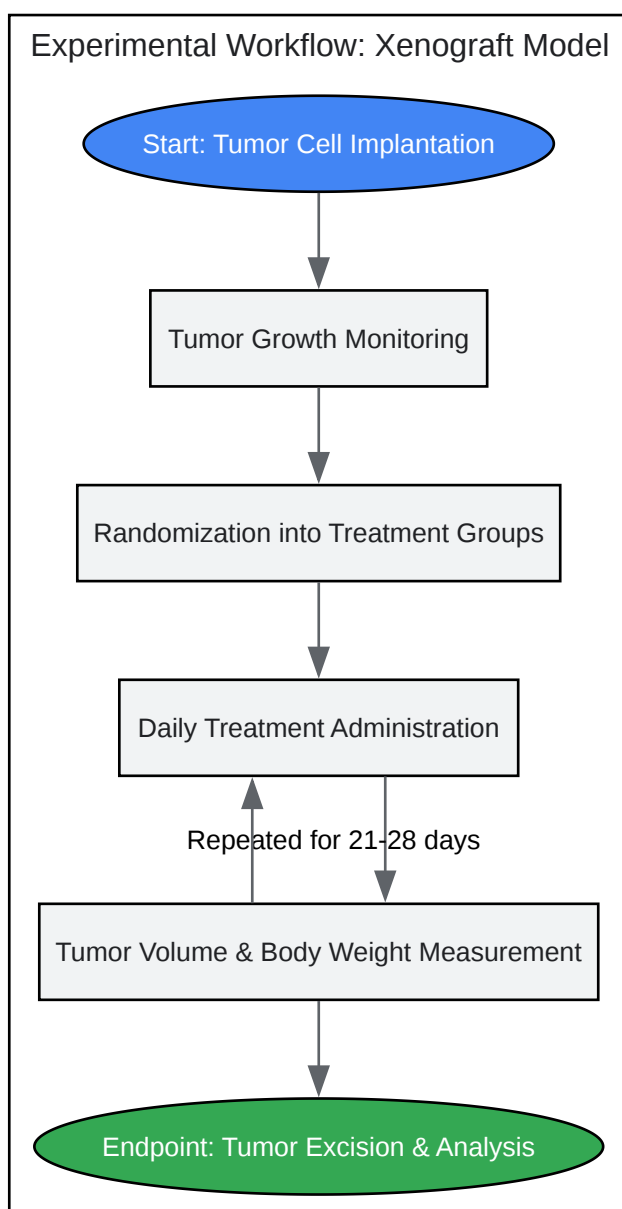 Experimental Workflow: Xenograft Model
Start: Tumor Cell Implantation
Tumor Growth Monitoring
Randomization into Treatment Groups
Daily Treatment Administration
Repeated for 21-28 days
Tumor Volume & Body Weight Measurement
Endpoint: Tumor Excision & Analysis